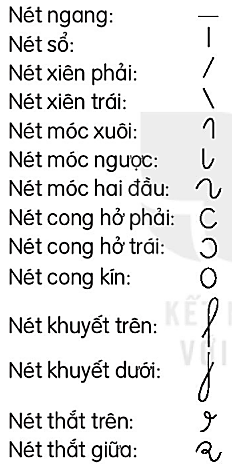 Nét ngang:
Nét sổ:
Nét xiên phải:
Nét xiên trái:
Nét móc xuôi:
Nét móc ngược:
Nét móc hai đầu:
Nét cong hở phải: C
Nét cong hở trái: Ɔ
Nét cong kín: O
Nét khuyết trên:
Nét khuyết dưới:
Nét thắt trên:
Nét thắt giữa:
KẾT N
VỚI